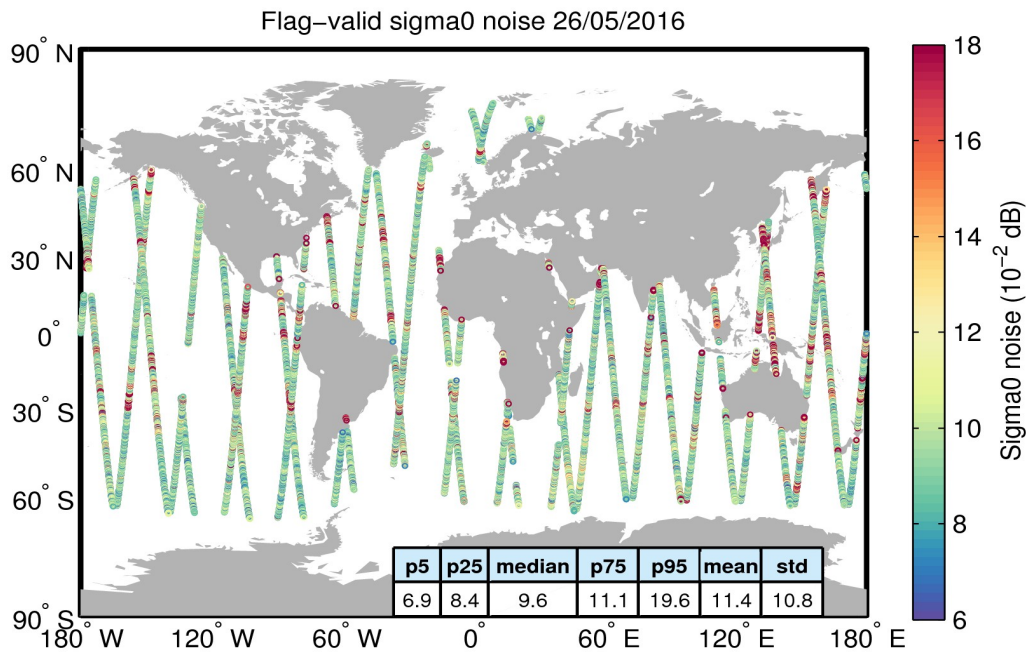 Flag−valid sigma0 noise 26/05/2016
90° N
60° N
30° N
0°
30° S
60° S
90° S
180° W
120° W
60° W
0°
60° E
120° E
180° E
p5 p25 median p75 p95 mean std
6.9 8.4 9.6 11.1 19.6 11.4 10.8
18
16
14
12
10
8
6
Sigma0 noise (10⁻² dB)